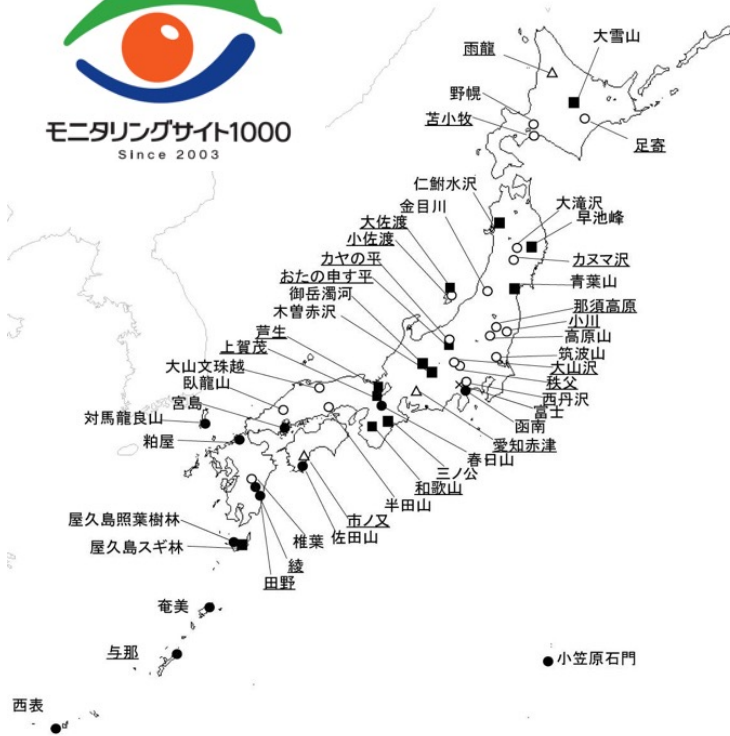 モニタリングサイト1000
Since 2003
雨龍
大雪山
野幌
苫小牧
足寄
仁鮒水沢
金目川
大滝沢
早池峰
大佐渡
小佐渡
カヌマ沢
カヤの平
おたの申す平
青葉山
御岳濁河
木曽赤沢
那須高原
小川
芦生
高原山
上賀茂
筑波山
大山文珠越
大山沢
臥龍山
秩父
西丹沢
宮島
富士
対馬龍良山
函南
粕屋
愛知赤津
春日山
三ノ公
和歌山
半田山
屋久島照葉樹林
市ノ又
椎葉
佐田山
屋久島スギ林
綾
田野
奄美
与那
小笠原石門
西表